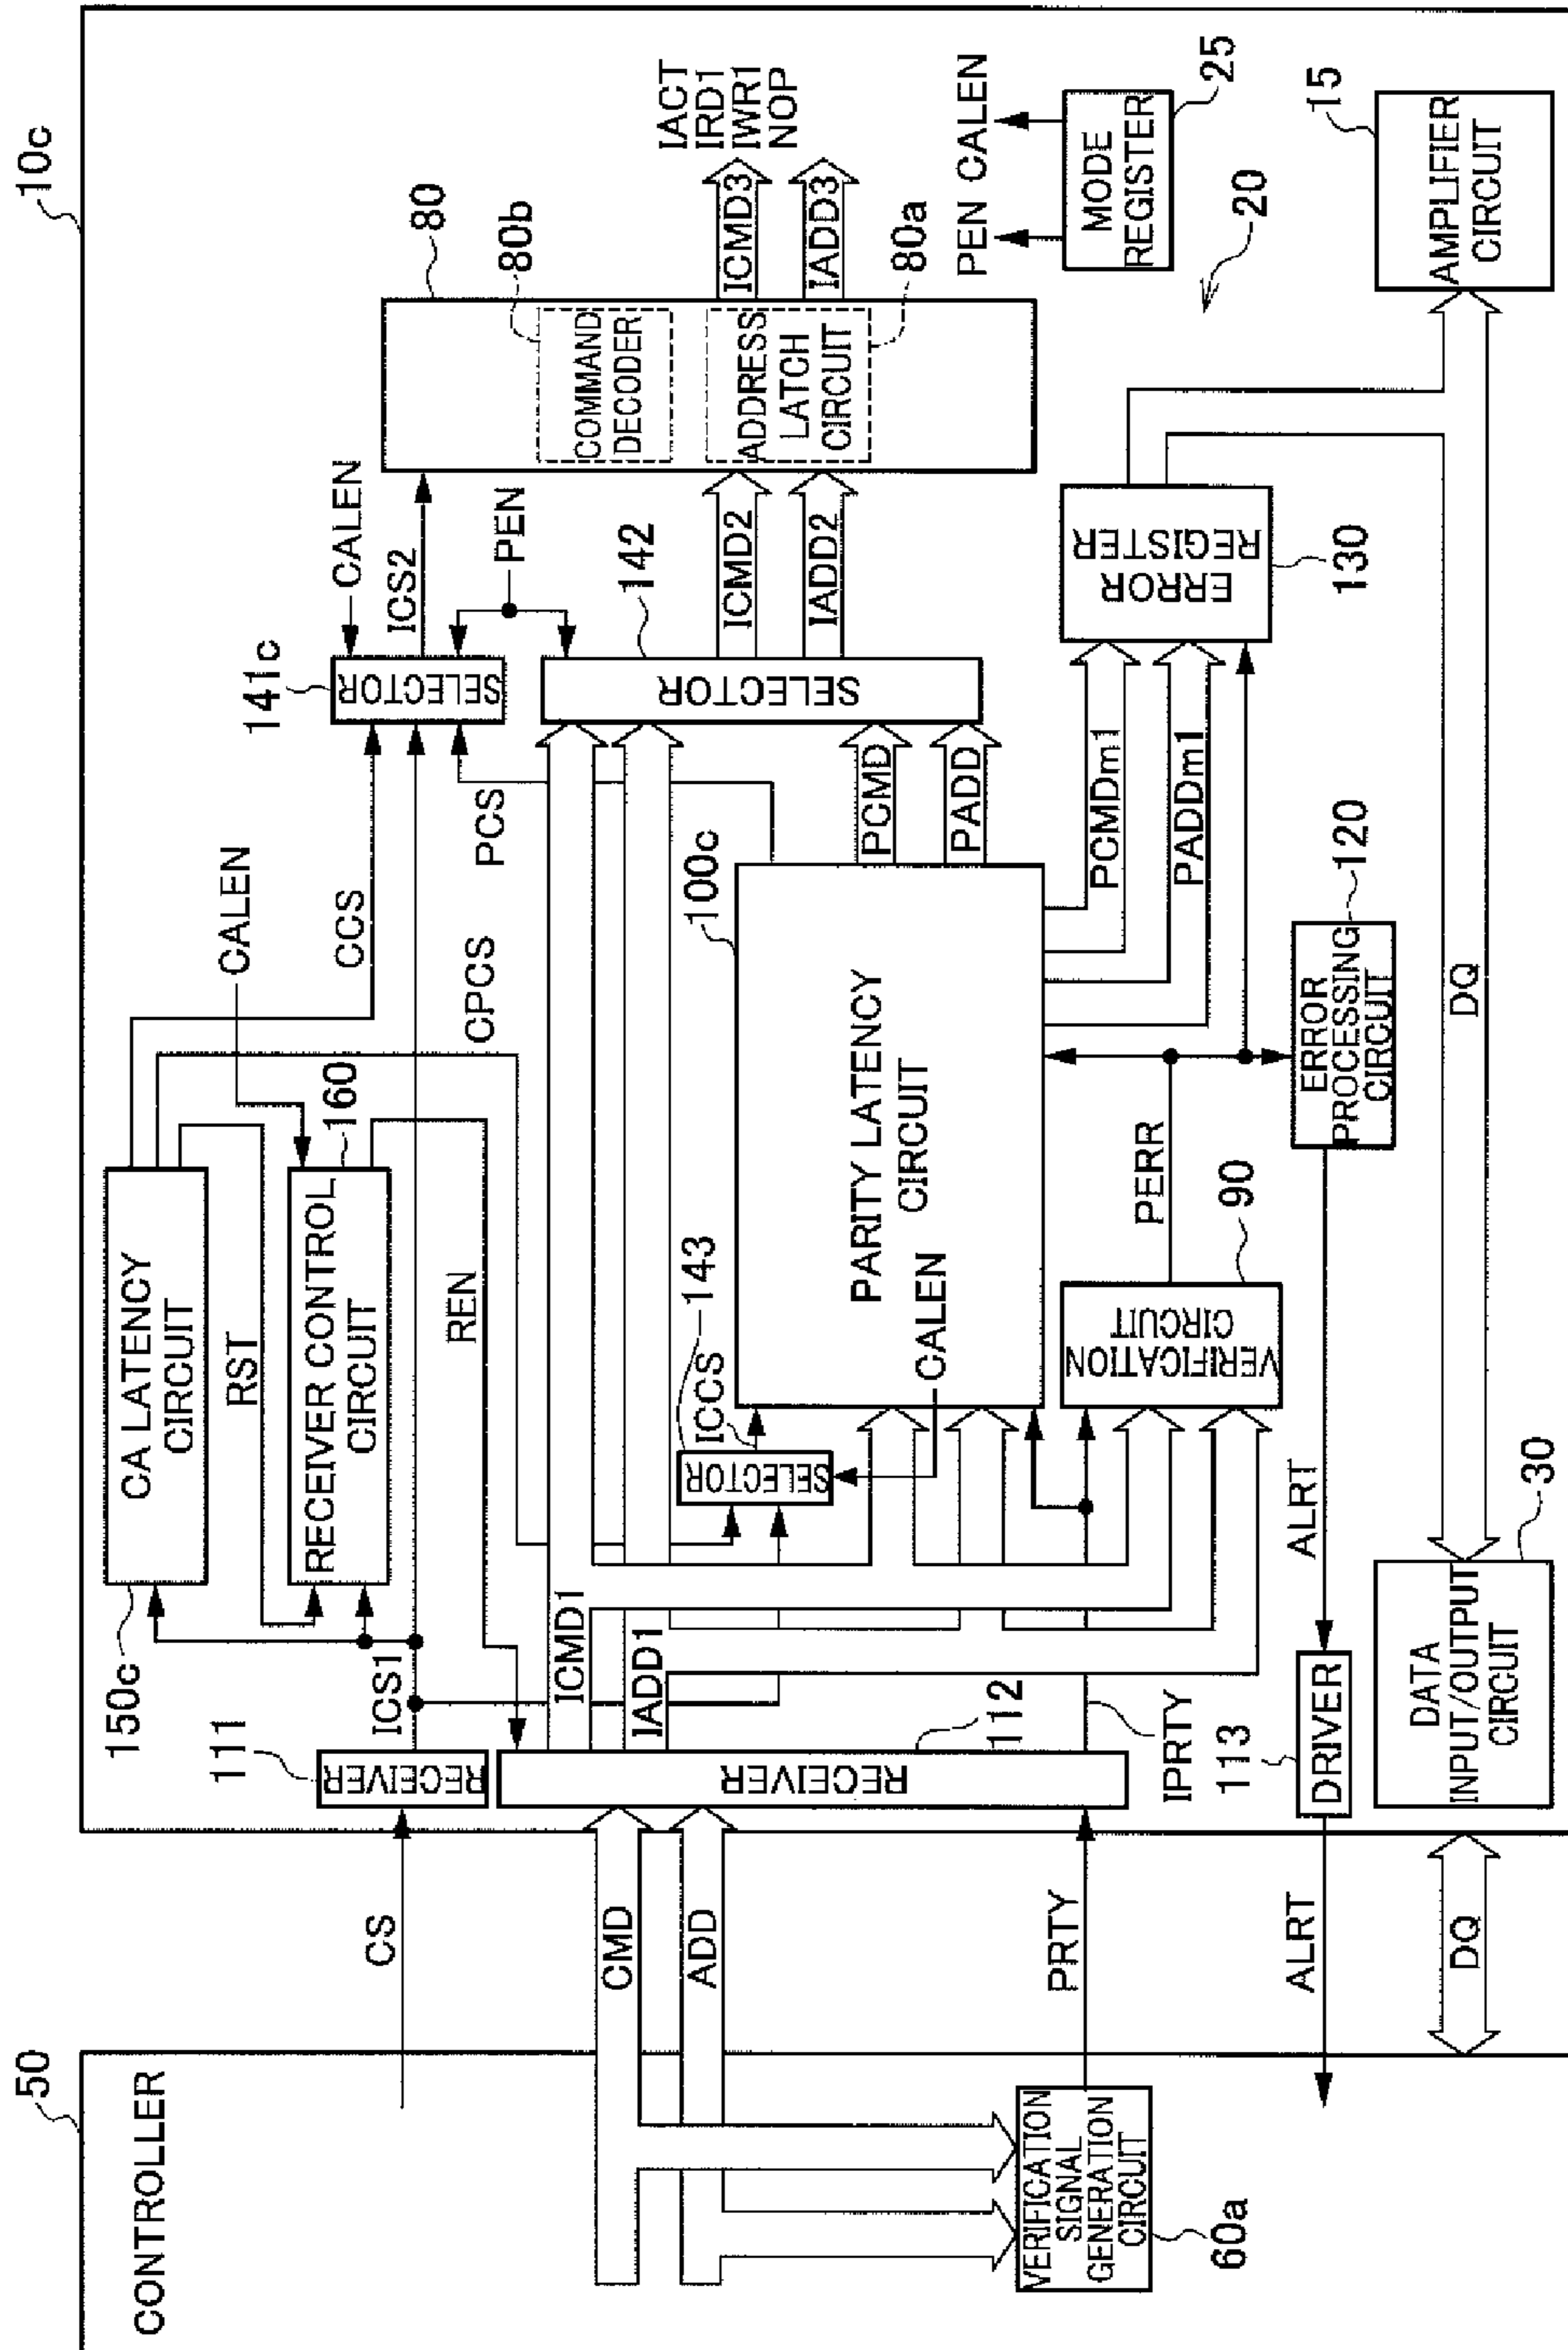 50
CONTROLLER
CS
CMD
ADD
PRTY
VERIFICATION
SIGNAL
GENERATION
CIRCUIT
60a
ALRT
DQ
10c
150c
CA LATENCY
CIRCUIT
RST
RECEIVER CONTROL
CIRCUIT
160
CALEN
REN
111
RECEIVER
ICS1
ICMD1
IADD1
112
RECEIVER
IPRTY
113
DRIVER
ALRT
DATA
INPUT/OUTPUT
CIRCUIT
30
CCS
CPCS
PCS
143
SELECTOR
ICCS
CALEN
PARITY LATENCY
CIRCUIT
100c
VERIFICATION
CIRCUIT
90
PERR
ERROR
PROCESSING
CIRCUIT
120
PCMD
PADD
PCMDm1
PADDm1
141c
SELECTOR
CALEN
ICS2
PEN
142
SELECTOR
ICMD2
IADD2
ERROR
REGISTER
130
80
80b
COMMAND
DECODER
ADDRESS
LATCH
CIRCUIT
80a
ICMD3
IADD3
IACT
IRD1
IWR1
NOP
PEN CALEN
MODE
REGISTER
25
20
15
AMPLIFIER
CIRCUIT
DQ